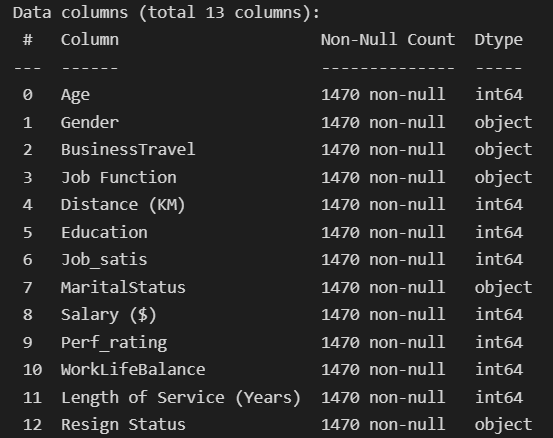 Data columns (total 13 columns):
 #   Column                     Non-Null Count  Dtype
---  ------                     --------------  -----
 0   Age                        1470 non-null   int64
 1   Gender                     1470 non-null   object
 2   BusinessTravel             1470 non-null   object
 3   Job Function               1470 non-null   object
 4   Distance (KM)              1470 non-null   int64
 5   Education                  1470 non-null   int64
 6   Job_satis                  1470 non-null   int64
 7   MaritalStatus              1470 non-null   object
 8   Salary ($)                 1470 non-null   int64
 9   Perf_rating                1470 non-null   int64
 10  WorkLifeBalance            1470 non-null   int64
 11  Length of Service (Years)  1470 non-null   int64
 12  Resign Status              1470 non-null   object